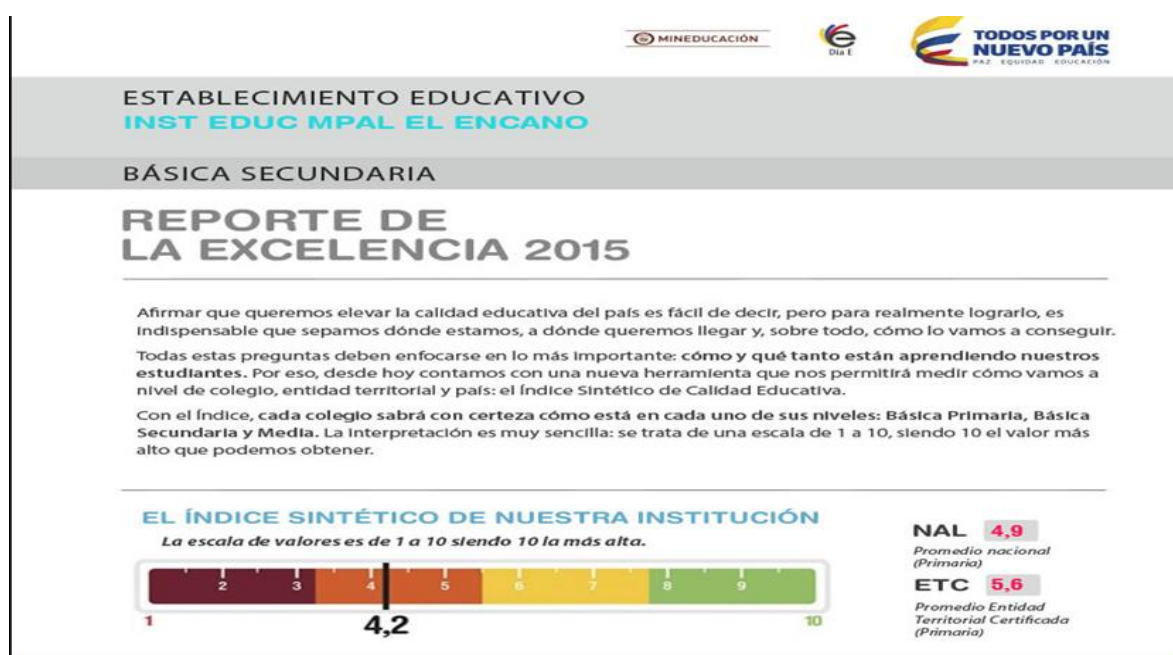 MINEDUCACIÓN
Día E
TODOS POR UN
NUEVO PAÍS
PAZ EQUIDAD EDUCACIÓN
ESTABLECIMIENTO EDUCATIVO
INST EDUC MPAL EL ENCANO
BÁSICA SECUNDARIA
REPORTE DE
LA EXCELENCIA 2015
Afirmar que queremos elevar la calidad educativa del país es fácil de decir, pero para realmente lograrlo, es
indispensable que sepamos dónde estamos, a dónde queremos llegar y, sobre todo, cómo lo vamos a conseguir.
Todas estas preguntas deben enfocarse en lo más importante: cómo y qué tanto están aprendiendo nuestros
estudiantes. Por eso, desde hoy contamos con una nueva herramienta que nos permitirá medir cómo vamos a
nivel de colegio, entidad territorial y país: el Índice Sintético de Calidad Educativa.
Con el Índice, cada colegio sabrá con certeza cómo está en cada uno de sus niveles: Básica Primaria, Básica
Secundaria y Media. La interpretación es muy sencilla: se trata de una escala de 1 a 10, siendo 10 el valor más
alto que podemos obtener.
EL ÍNDICE SINTÉTICO DE NUESTRA INSTITUCIÓN
La escala de valores es de 1 a 10 siendo 10 la más alta.
2 3 4 5 6 7 8 9
1 4,2 10
NAL 4,9
Promedio nacional
(Primaria)
ETC 5,6
Promedio Entidad
Territorial Certificada
(Primaria)